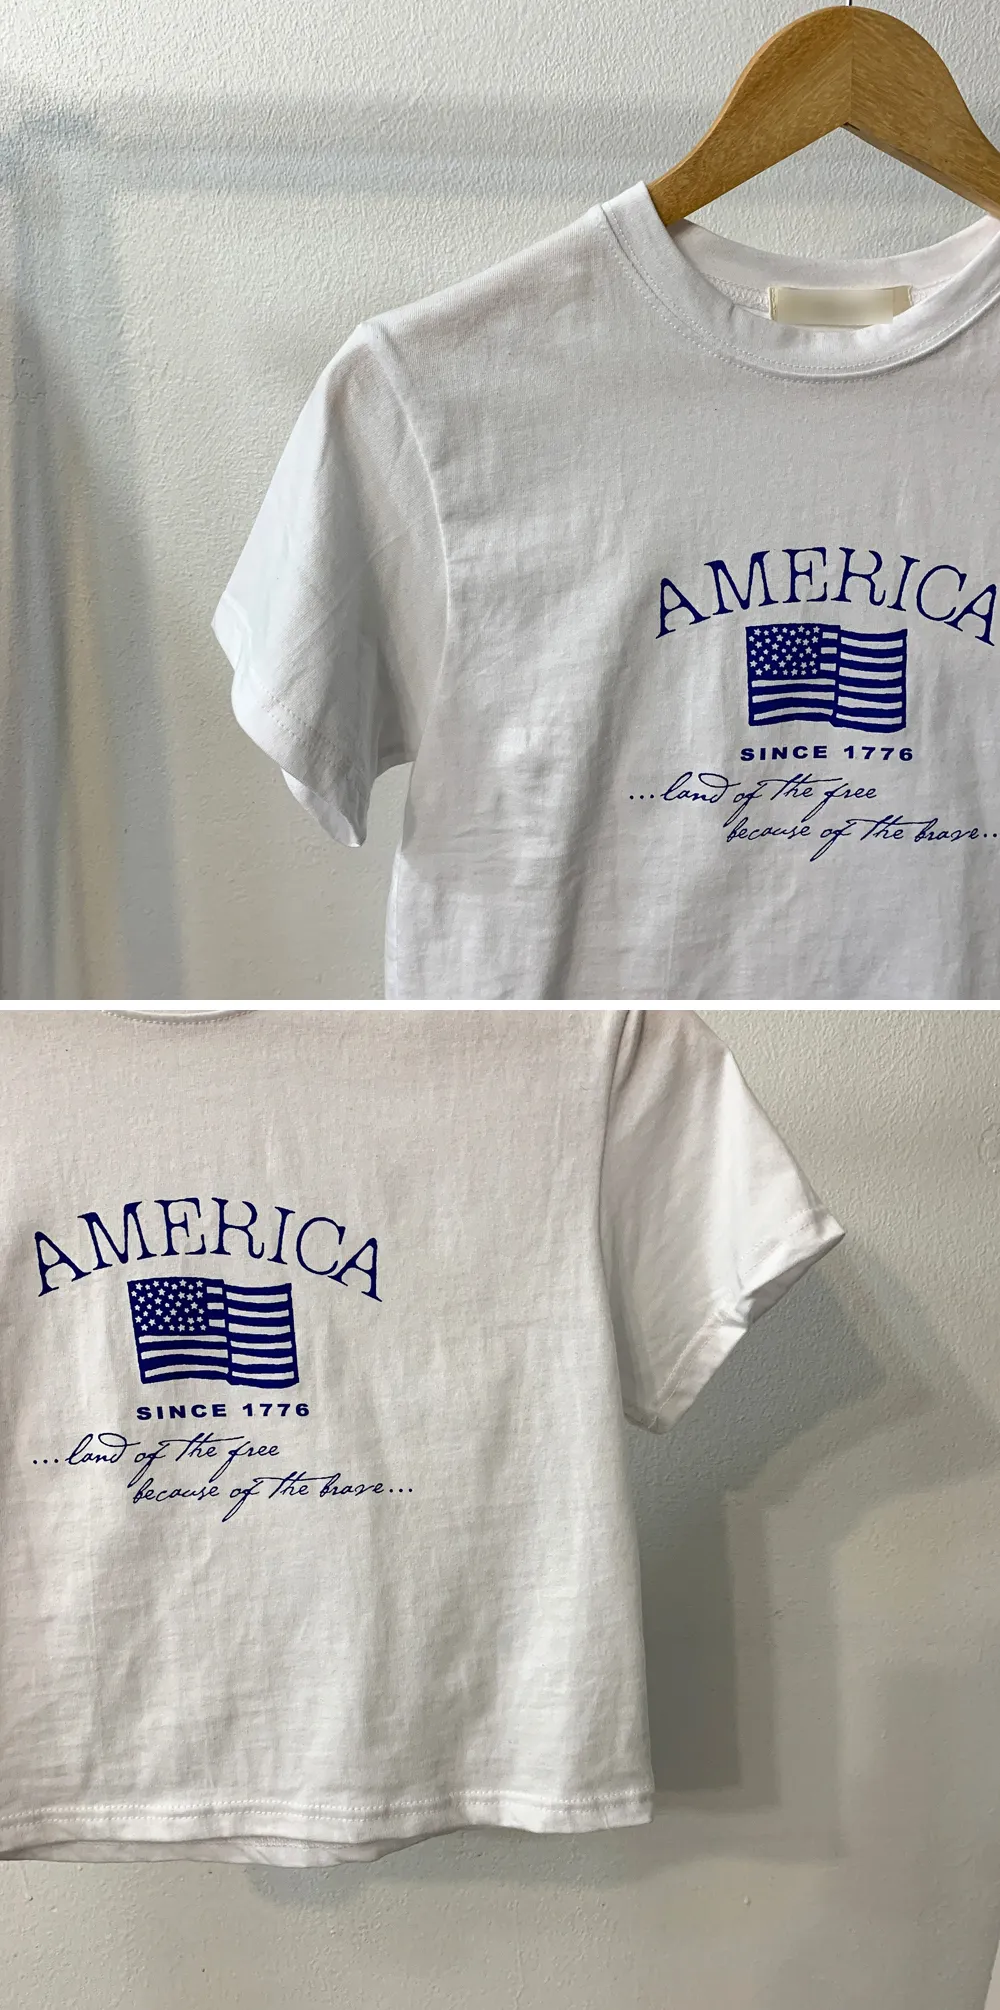 AMERICA
SINCE 1776
...land of the free
because of the brave..
AMERICA
SINCE 1776
...land of the free
because of the brave...